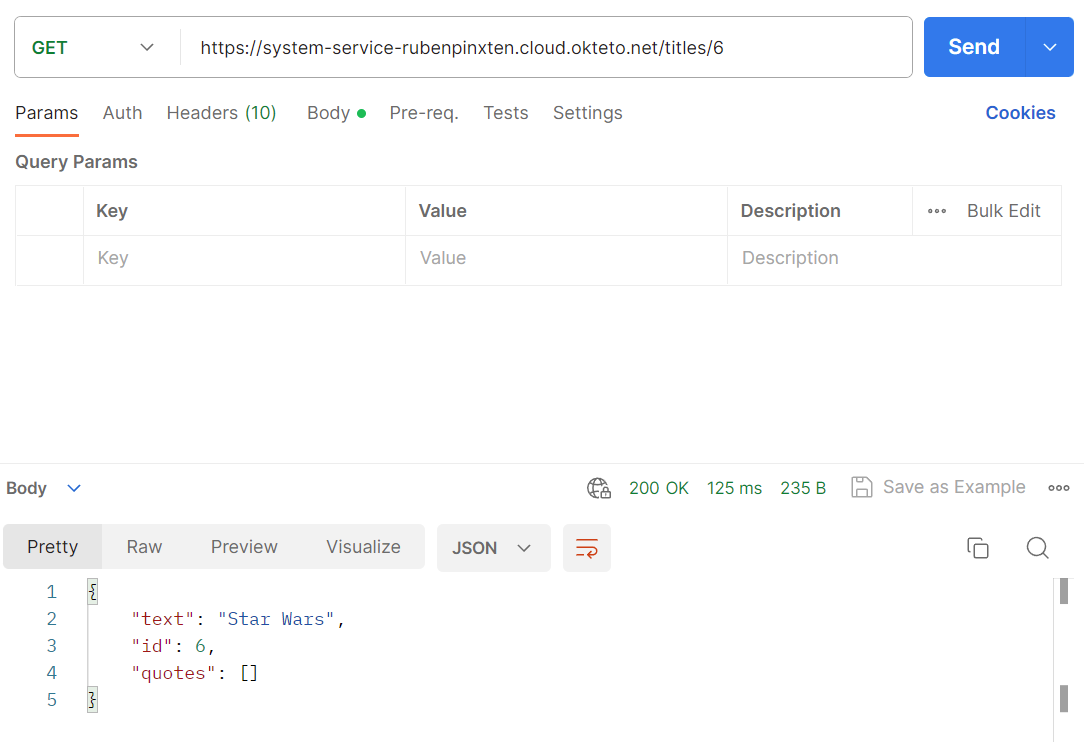 GET https://system-service-rubenpinxten.cloud.okteto.net/titles/6 Send
Params Auth Headers (10) Body Pre-req. Tests Settings Cookies
Query Params
Key Value Description Bulk Edit
Key Value Description
Body 200 OK 125 ms 235 B Save as Example
Pretty Raw Preview Visualize JSON
1 {
2 "text": "Star Wars",
3 "id": 6,
4 "quotes": []
5 }